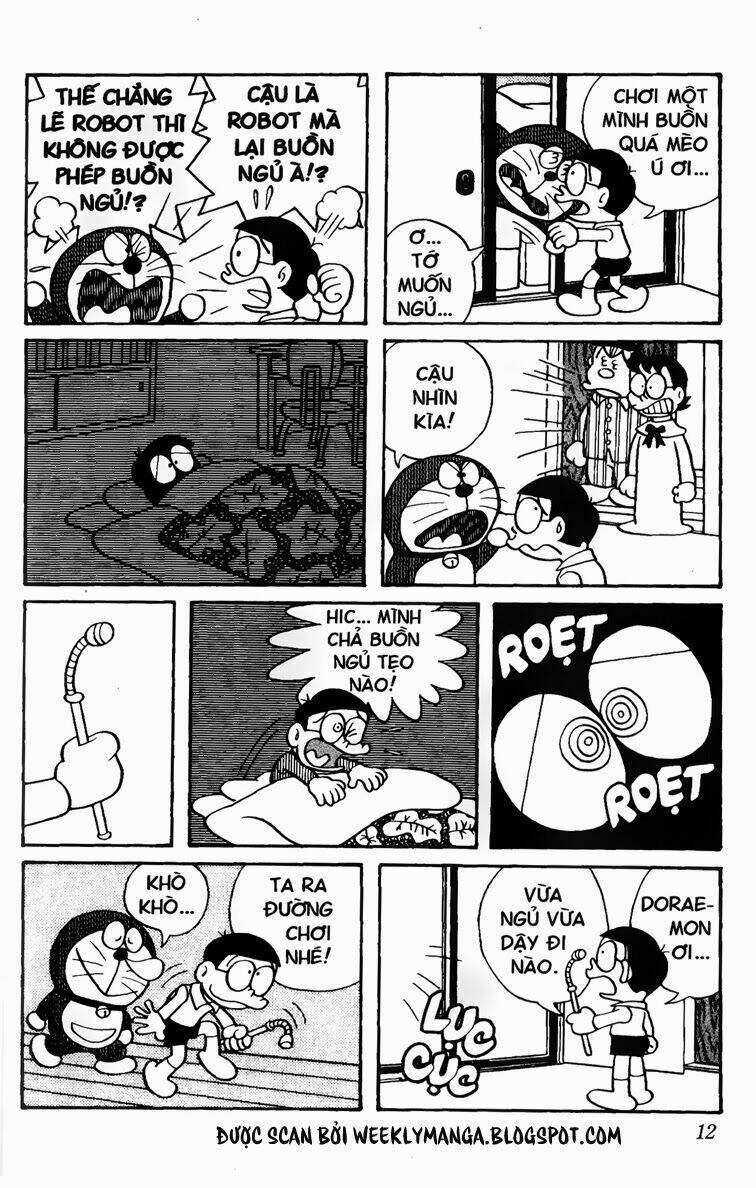 CHƠI MỘT
MÌNH BUỒN
QUÁ MÈO
Ú ƠI...
Ơ...
TỚ
MUỐN
NGỦ...
CẬU LÀ
ROBOT MÀ
LẠI BUỒN
NGỦ À!?
!!
THẾ CHẲNG
LẼ ROBOT THÌ
KHÔNG ĐƯỢC
PHÉP BUỒN
NGỦ!?
CẬU
NHÌN
KÌA!
ROẸT
ROẸT
HIC... MÌNH
CHẢ BUỒN
NGỦ TẸO
NÀO!
DORAE-
MON
ƠI...
VỪA
NGỦ VỪA
DẬY ĐI
NÀO.
LỤC
CỤC
TA RA
ĐƯỜNG
CHƠI
NHÉ!
KHÒ
KHÒ...
ĐƯỢC SCAN BỞI WEEKLYMANGA.BLOGSPOT.COM
12